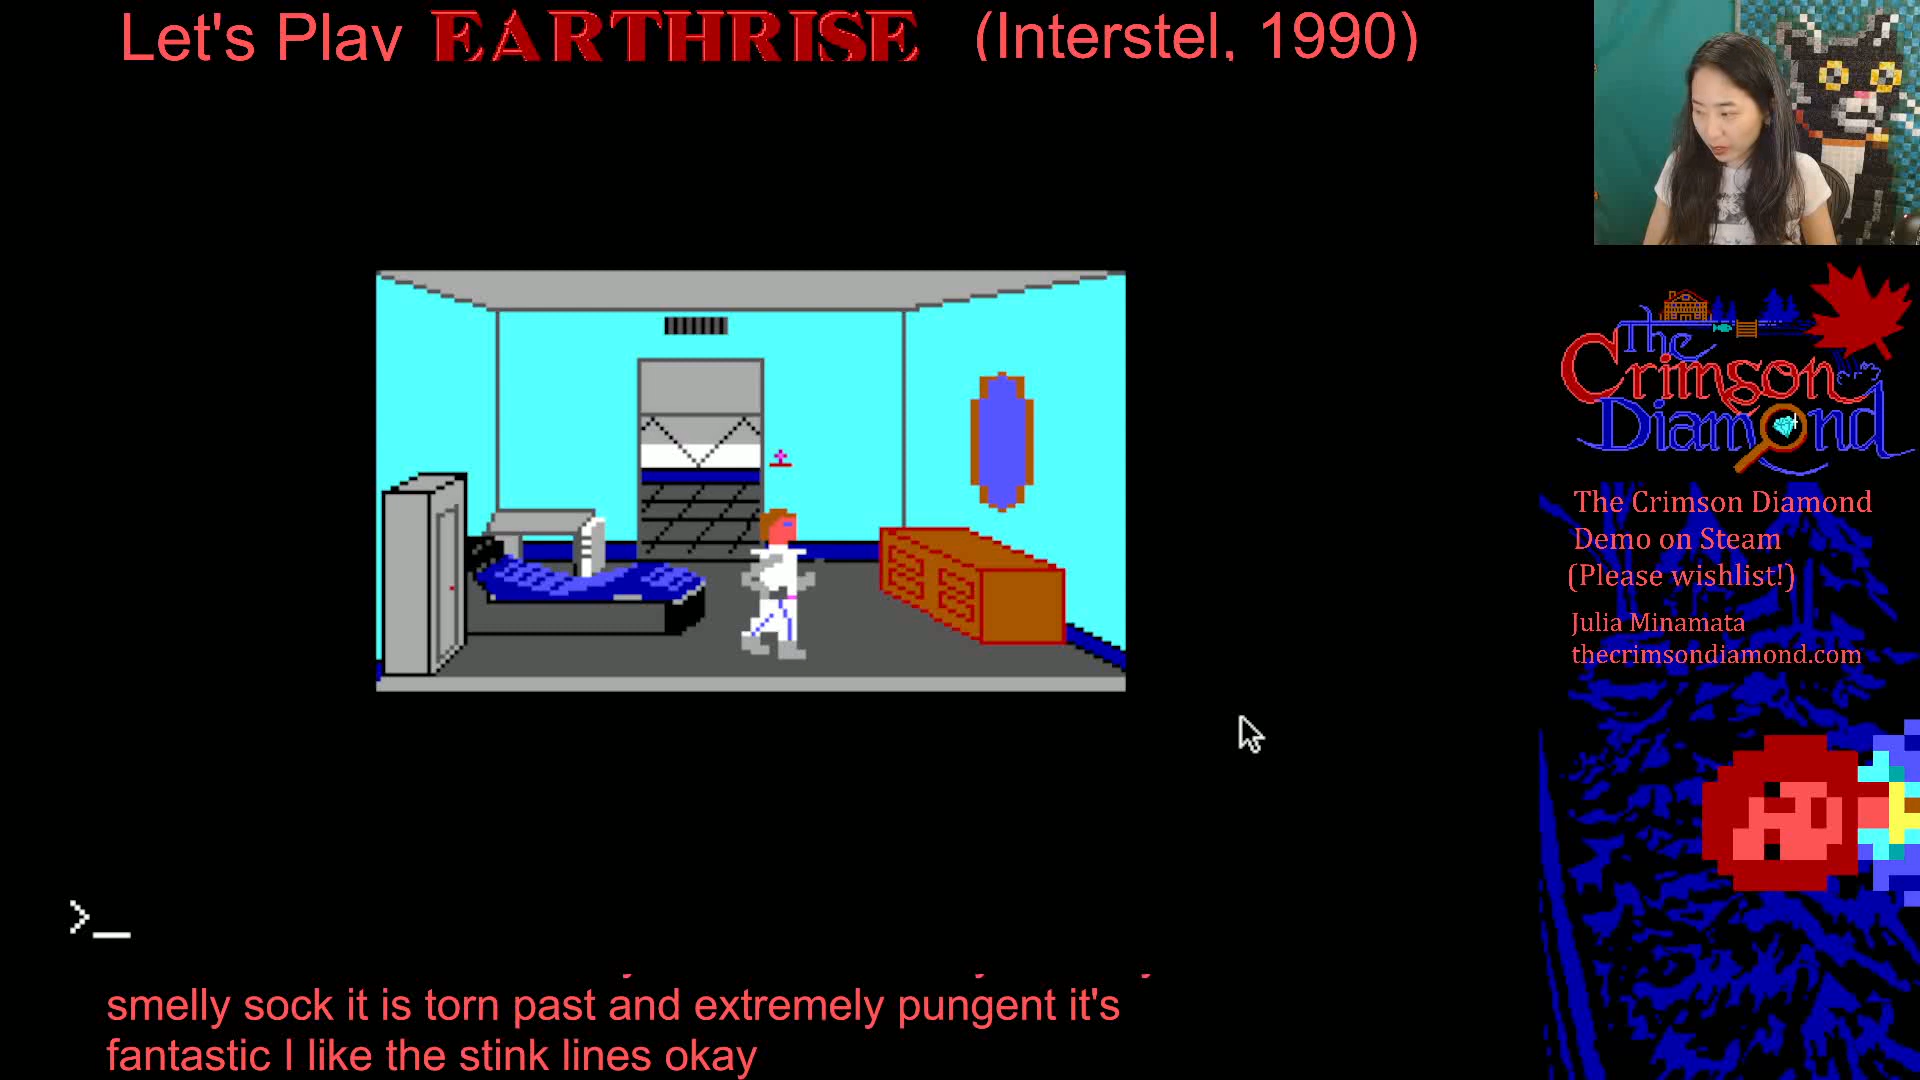 Let's Play EARTHRISE (Interstel, 1990)
The
Crimson
Diamond
The Crimson Diamond
Demo on Steam
(Please wishlist!)
Julia Minamata
thecrimsondiamond.com
>_
smelly sock it is torn past and extremely pungent it's
fantastic I like the stink lines okay